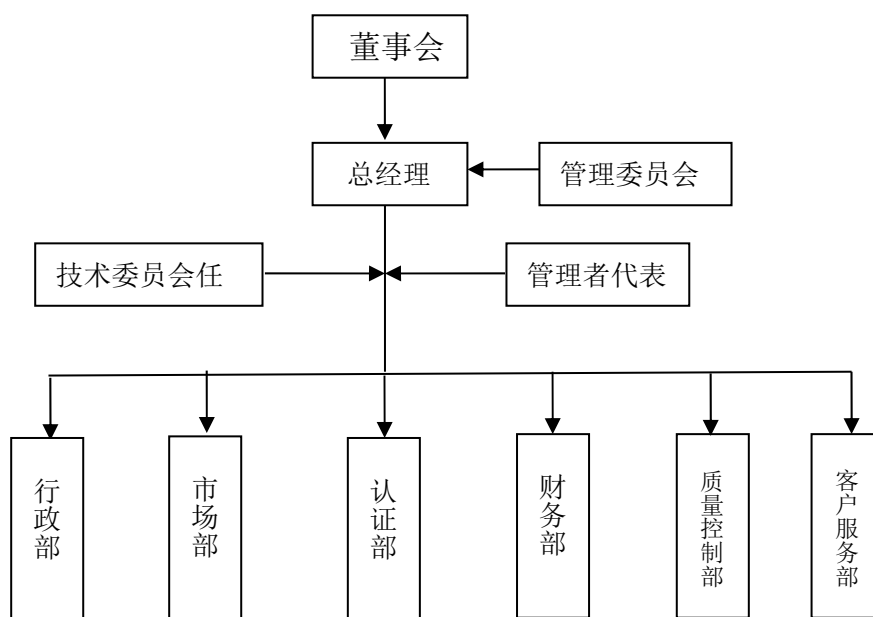 董事会
总经理
管理委员会
技术委员会任
管理者代表
行政部
市场部
认证部
财务部
质量控制部
客户服务部